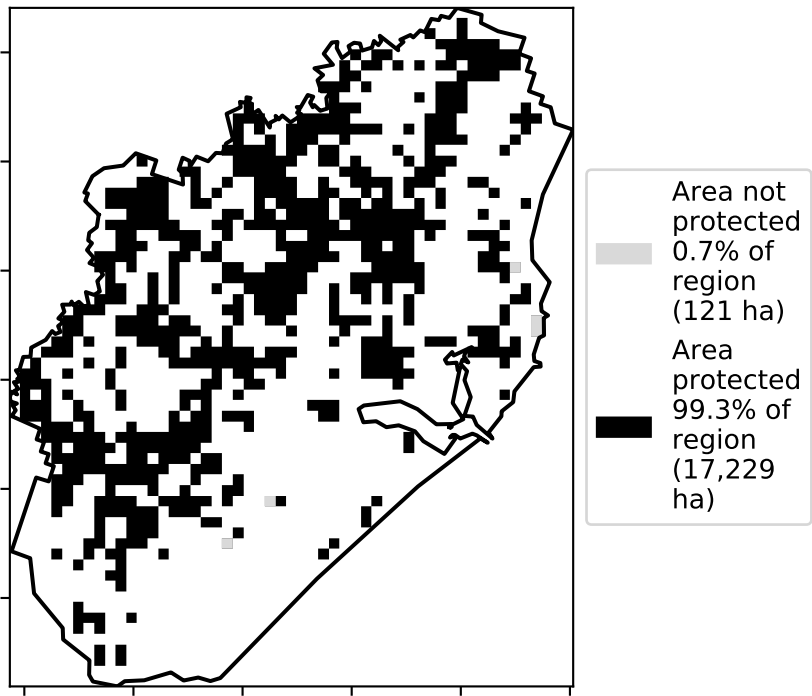 Area not
protected
0.7% of
region
(121 ha)
Area
protected
99.3% of
region
(17,229
ha)